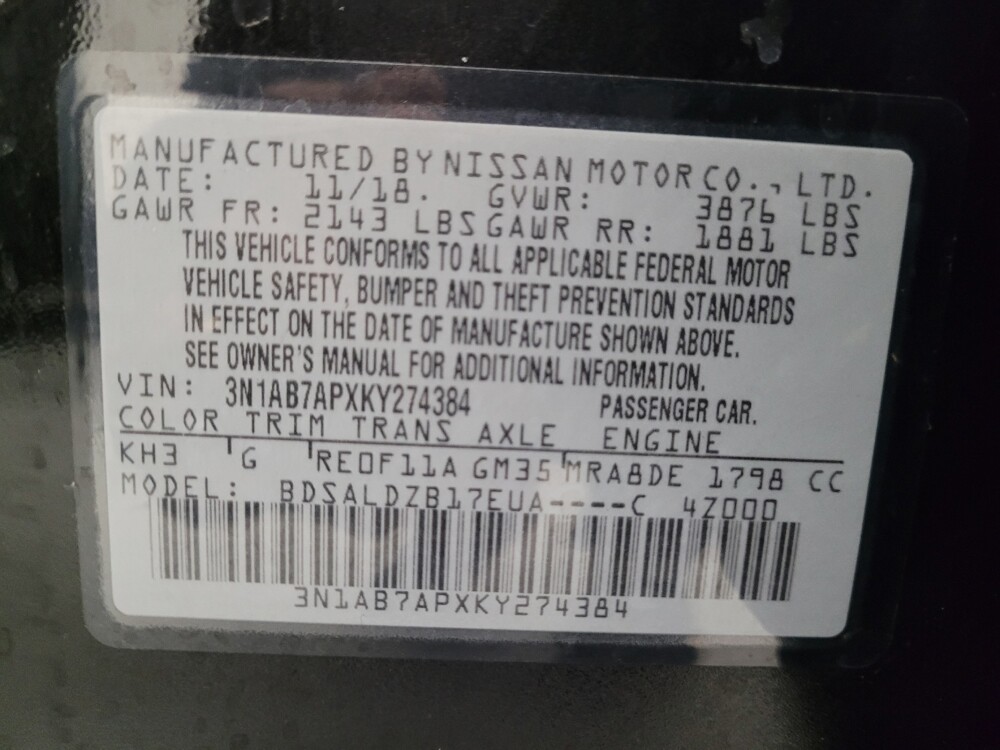 MANUFACTURED BY NISSAN MOTOR CO., LTD.
DATE: 11/18. GVWR: 3876 LBS
GAWR FR: 2143 LBS GAWR RR: 1881 LBS
THIS VEHICLE CONFORMS TO ALL APPLICABLE FEDERAL MOTOR
VEHICLE SAFETY, BUMPER AND THEFT PREVENTION STANDARDS
IN EFFECT ON THE DATE OF MANUFACTURE SHOWN ABOVE.
SEE OWNER'S MANUAL FOR ADDITIONAL INFORMATION.
VIN: 3N1AB7APXKY274384 PASSENGER CAR.
COLOR TRIM TRANS AXLE ENGINE
KH3 G RE0F11A GM35 MRA8DE 1798 CC
MODEL: BDSALDZB17EUA----C 4Z000
3N1AB7APXKY274384